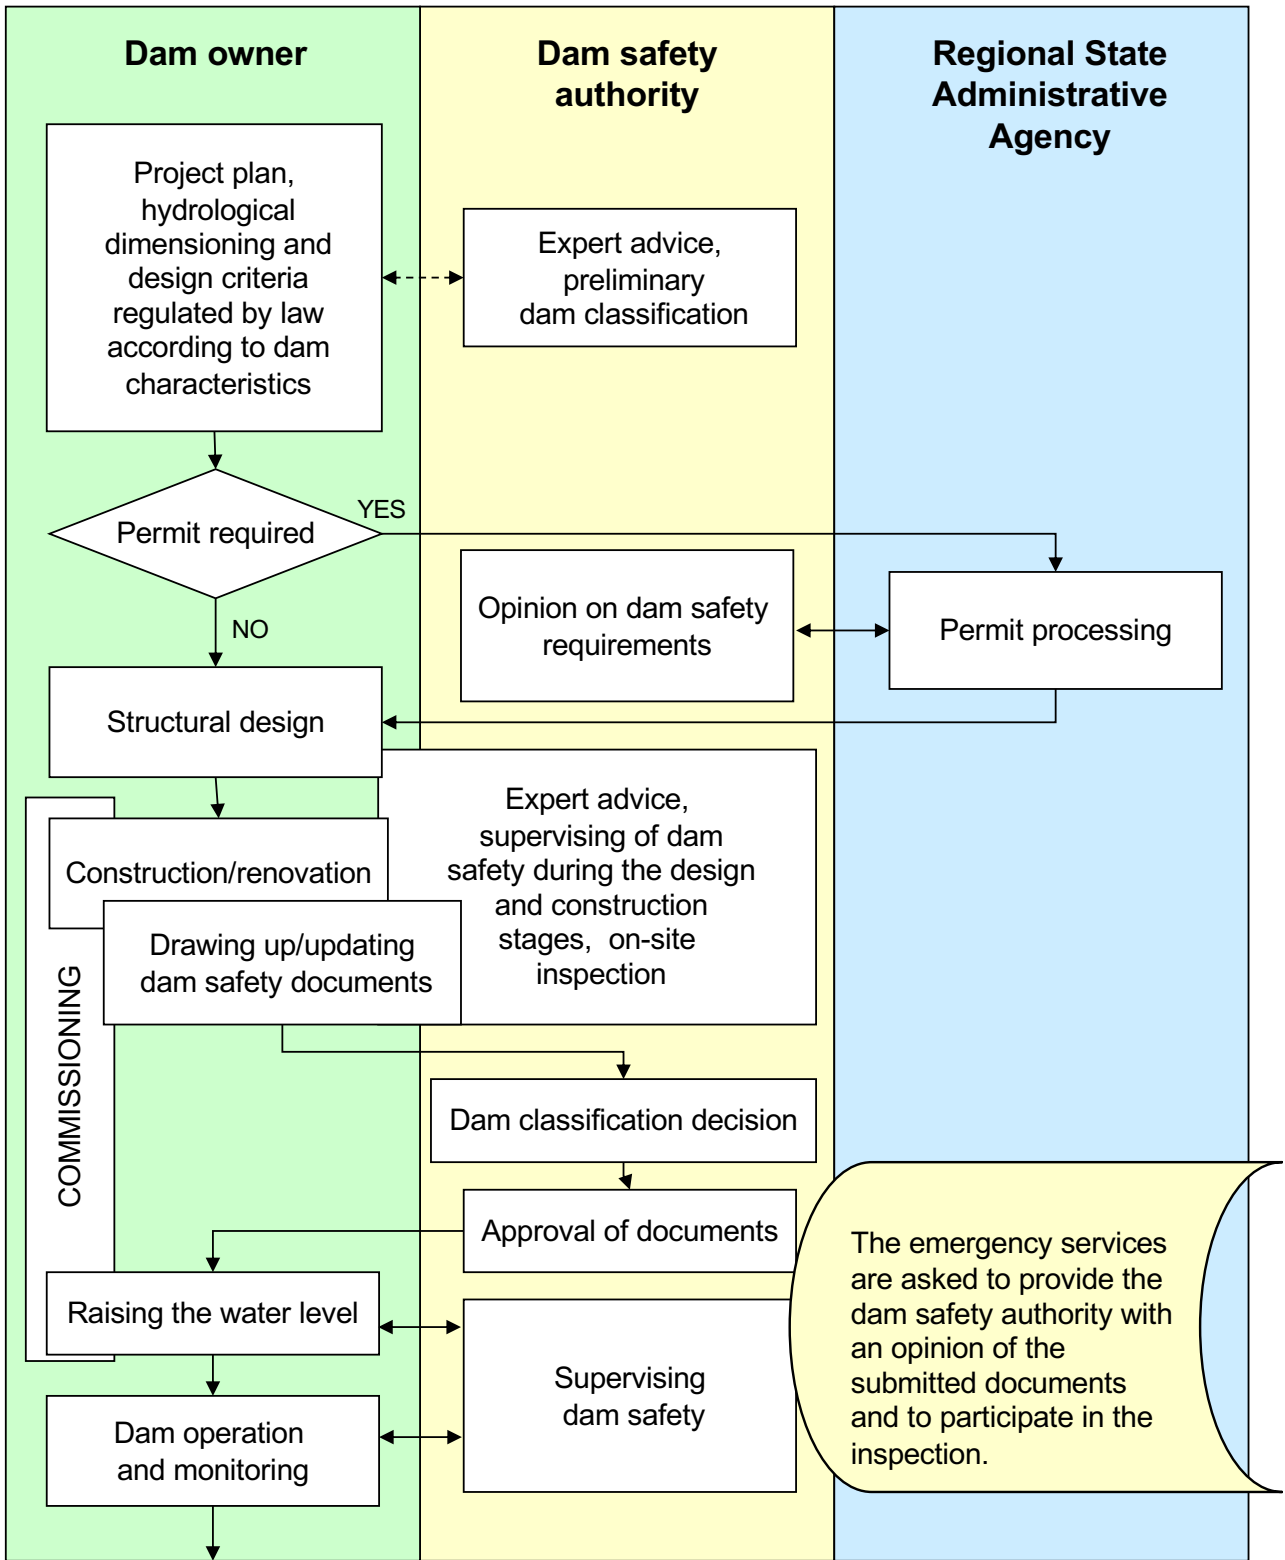 Dam owner
Dam safety
authority
Regional State
Administrative
Agency
Project plan,
hydrological
dimensioning and
design criteria
regulated by law
according to dam
characteristics
Expert advice,
preliminary
dam classification
Permit required
YES
NO
Opinion on dam safety
requirements
Permit processing
Structural design
Expert advice,
supervising of dam
safety during the design
and construction
stages, on-site
inspection
Construction/renovation
Drawing up/updating
dam safety documents
COMMISSIONING
Dam classification decision
Approval of documents
Raising the water level
Supervising
dam safety
Dam operation
and monitoring
The emergency services
are asked to provide the
dam safety authority with
an opinion of the
submitted documents
and to participate in the
inspection.